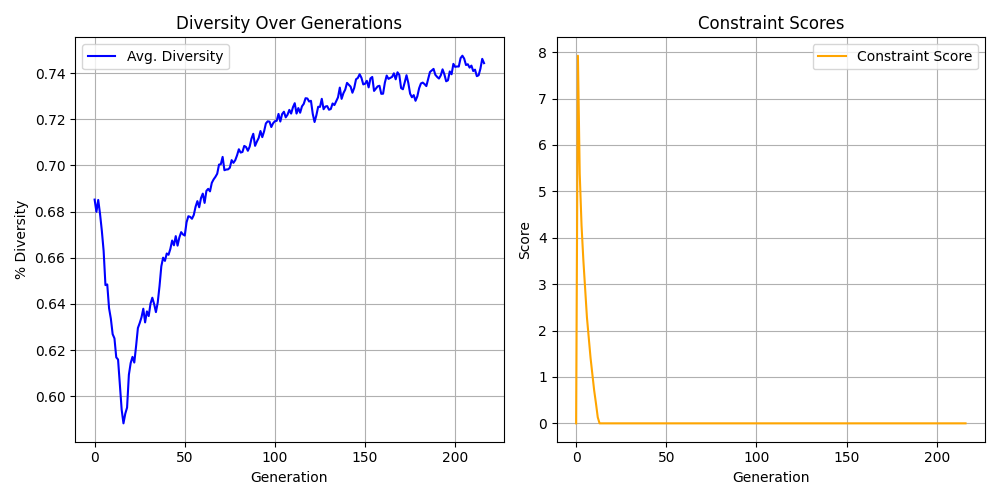 Diversity Over Generations
Avg. Diversity
% Diversity
0.74
0.72
0.70
0.68
0.66
0.64
0.62
0.60
0 50 100 150 200
Generation
Constraint Scores
Constraint Score
Score
8
7
6
5
4
3
2
1
0
0 50 100 150 200
Generation